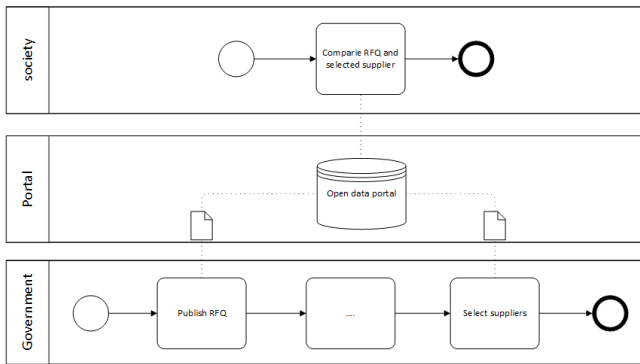 society
Comparie RFQ and
selected supplier
Portal
Open data portal
Government
Publish RFQ
....
Select suppliers